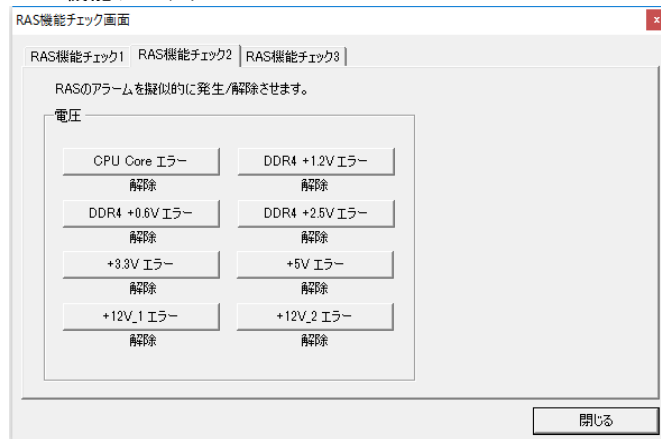 RAS機能チェック画面
x
RAS機能チェック1 RAS機能チェック2 RAS機能チェック3
RASのアラームを擬似的に発生/解除させます。
電圧
CPU Core エラー DDR4 +1.2V エラー
解除 解除
DDR4 +0.6V エラー DDR4 +2.5V エラー
解除 解除
+3.3V エラー +5V エラー
解除 解除
+12V_1 エラー +12V_2 エラー
解除 解除
閉じる